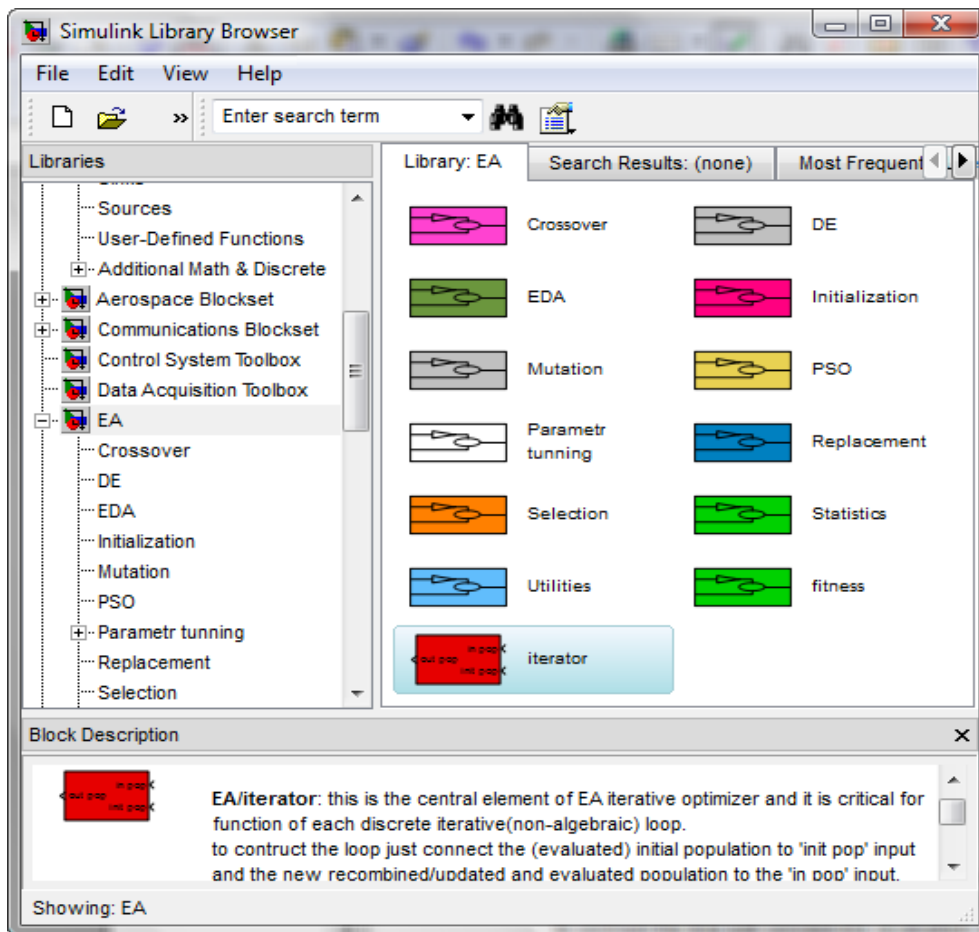 Simulink Library Browser
File Edit View Help
» Enter search term
Libraries
Sources
User-Defined Functions
Additional Math & Discrete
Aerospace Blockset
Communications Blockset
Control System Toolbox
Data Acquisition Toolbox
EA
Crossover
DE
EDA
Initialization
Mutation
PSO
Parametr tunning
Replacement
Selection
Library: EA Search Results: (none) Most Frequent
Crossover DE
EDA Initialization
Mutation PSO
Parametr
tunning
Replacement
Selection Statistics
Utilities fitness
in pop
out pop
init pop
iterator
Block Description
in pop
out pop
init pop
EA/iterator: this is the central element of EA iterative optimizer and it is critical for
function of each discrete iterative(non-algebraic) loop.
to contruct the loop just connect the (evaluated) initial population to 'init pop' input
and the new recombined/updated and evaluated population to the 'in pop' input.
Showing: EA